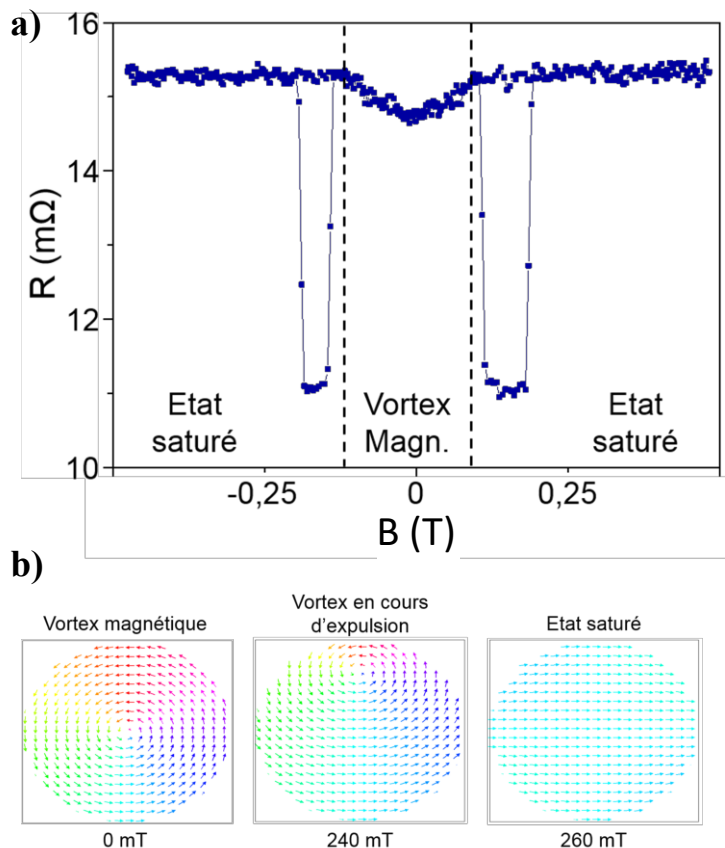 a)
16
14
12
10
R (mΩ)
Etat
saturé
Vortex
Magn.
Etat
saturé
-0,25
0
0,25
B (T)
b)
Vortex magnétique
Vortex en cours
d'expulsion
Etat saturé
0 mT
240 mT
260 mT